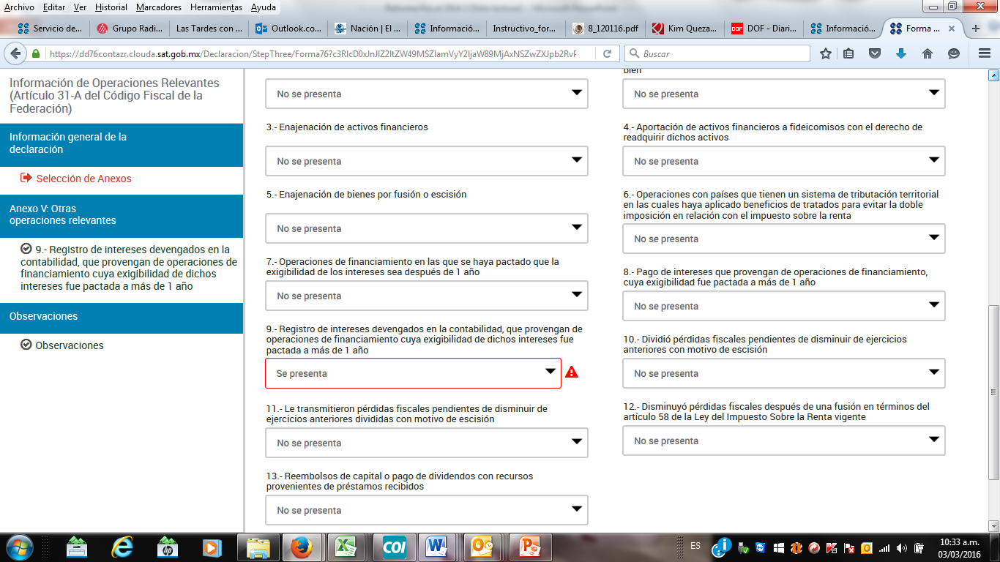 Archivo Editar Ver Historial Marcadores Herramientas Ayuda
Servicio de... Grupo Radi... Las Tardes con ... Outlook.co... Nación | El ... Informació... Instructivo_for... 8_120116.pdf Kim Queza... DOF - Diari... Informació... Forma ...
Buscar
Información de Operaciones Relevantes
(Artículo 31-A del Código Fiscal de la
Federación)
Información general de la
declaración
Selección de Anexos
Anexo V: Otras
operaciones relevantes
9.- Registro de intereses devengados en la
contabilidad, que provengan de operaciones de
financiamiento cuya exigibilidad de dichos
intereses fue pactada a más de 1 año
Observaciones
Observaciones
bien
No se presenta
No se presenta
3.- Enajenación de activos financieros
No se presenta
4.- Aportación de activos financieros a fideicomisos con el derecho de
readquirir dichos activos
No se presenta
5.- Enajenación de bienes por fusión o escisión
No se presenta
6.- Operaciones con países que tienen un sistema de tributación territorial
en las cuales haya aplicado beneficios de tratados para evitar la doble
imposición en relación con el impuesto sobre la renta
No se presenta
7.- Operaciones de financiamiento en las que se haya pactado que la
exigibilidad de los intereses sea después de 1 año
No se presenta
8.- Pago de intereses que provengan de operaciones de financiamiento,
cuya exigibilidad fue pactada a más de 1 año
No se presenta
9.- Registro de intereses devengados en la contabilidad, que provengan de
operaciones de financiamiento cuya exigibilidad de dichos intereses fue
pactada a más de 1 año
Se presenta
10.- Dividió pérdidas fiscales pendientes de disminuir de ejercicios
anteriores con motivo de escisión
No se presenta
11.- Le transmitieron pérdidas fiscales pendientes de disminuir de
ejercicios anteriores divididas con motivo de escisión
No se presenta
12.- Disminuyó pérdidas fiscales después de una fusión en términos del
artículo 58 de la Ley del Impuesto Sobre la Renta vigente
No se presenta
13.- Reembolsos de capital o pago de dividendos con recursos
provenientes de préstamos recibidos
No se presenta
COI
ES
10:33 a.m.
03/03/2016